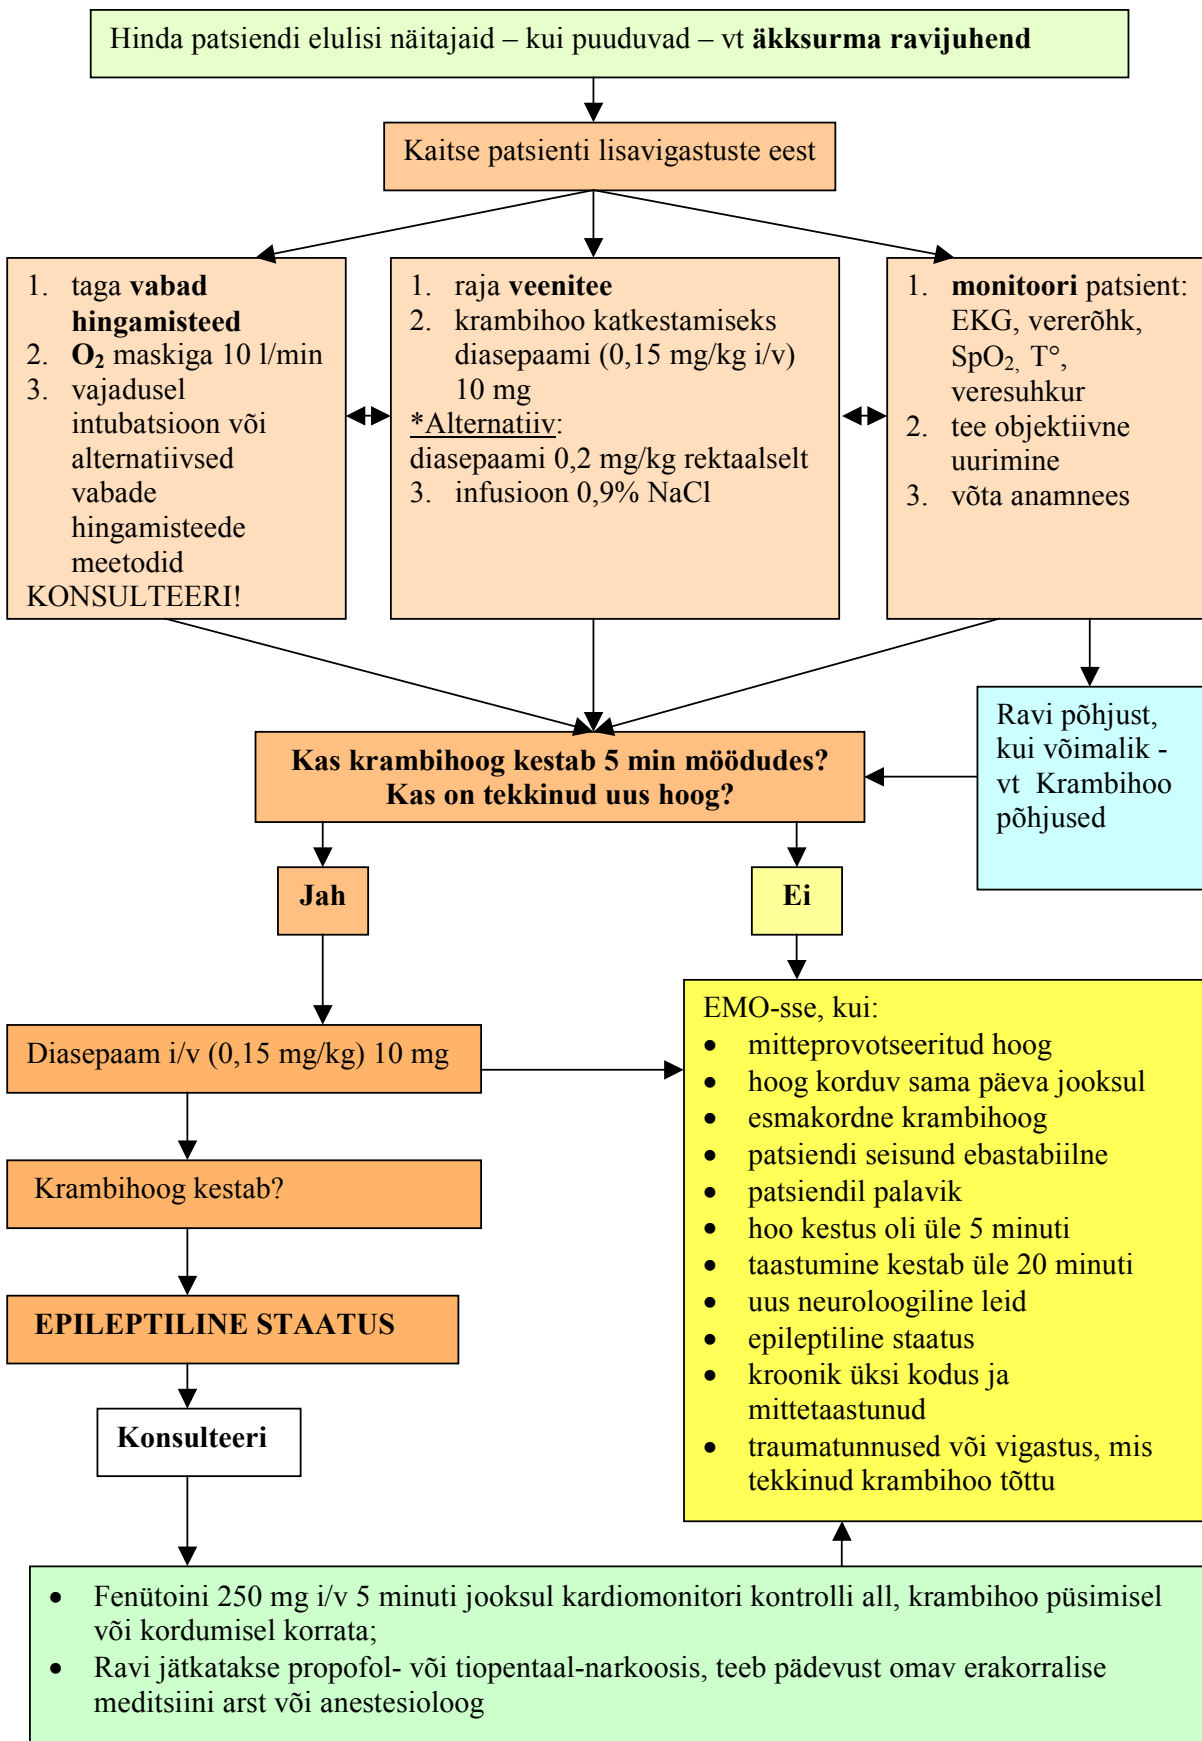 Hinda patsiendi elulisi näitajaid – kui puuduvad – vt äkksurma ravijuhend
Kaitse patsienti lisavigastuste eest
1. taga vabad
hingamisteed
2. O₂ maskiga 10 l/min
3. vajadusel
intubatsioon või
alternatiivsed
vabade
hingamisteede
meetodid
KONSULTEERI!
1. raja veenitee
2. krambihoo katkestamiseks
diasepaami (0,15 mg/kg i/v)
10 mg
*Alternatiiv:
diasepaami 0,2 mg/kg rektaalselt
3. infusioon 0,9% NaCl
1. monitoori patsient:
EKG, vererõhk,
SpO₂, T°,
veresuhkur
2. tee objektiivne
uurimine
3. võta anamnees
Ravi põhjust,
kui võimalik -
vt Krambihoo
põhjused
Kas krambihoog kestab 5 min möödudes?
Kas on tekkinud uus hoog?
Jah
Ei
Diasepaam i/v (0,15 mg/kg) 10 mg
Krambihoog kestab?
EPILEPTILINE STAATUS
Konsulteeri
EMO-sse, kui:
• mitteprovotseeritud hoog
• hoog korduv sama päeva jooksul
• esmakordne krambihoog
• patsiendi seisund ebastabiilne
• patsiendil palavik
• hoo kestus oli üle 5 minuti
• taastumine kestab üle 20 minuti
• uus neuroloogiline leid
• epileptiline staatus
• kroonik üksi kodus ja
mittetaastunud
• traumatunnused või vigastus, mis
tekkinud krambihoo tõttu
• Fenütoini 250 mg i/v 5 minuti jooksul kardiomonitori kontrolli all, krambihoo püsimisel
või kordumisel korrata;
• Ravi jätkatakse propofol- või tiopentaal-narkoosis, teeb pädevust omav erakorralise
meditsiini arst või anestesioloog